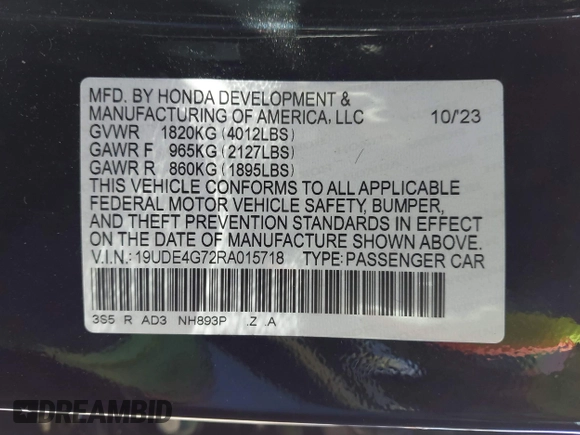 MFD. BY HONDA DEVELOPMENT &
MANUFACTURING OF AMERICA, LLC 10/'23
GVWR 1820KG (4012LBS)
GAWR F 965KG (2127LBS)
GAWR R 860KG (1895LBS)
THIS VEHICLE CONFORMS TO ALL APPLICABLE
FEDERAL MOTOR VEHICLE SAFETY, BUMPER,
AND THEFT PREVENTION STANDARDS IN EFFECT
ON THE DATE OF MANUFACTURE SHOWN ABOVE.
V.I.N.: 19UDE4G72RA015718 TYPE: PASSENGER CAR
3S5 R AD3 NH893P .Z .A
DREAMBID